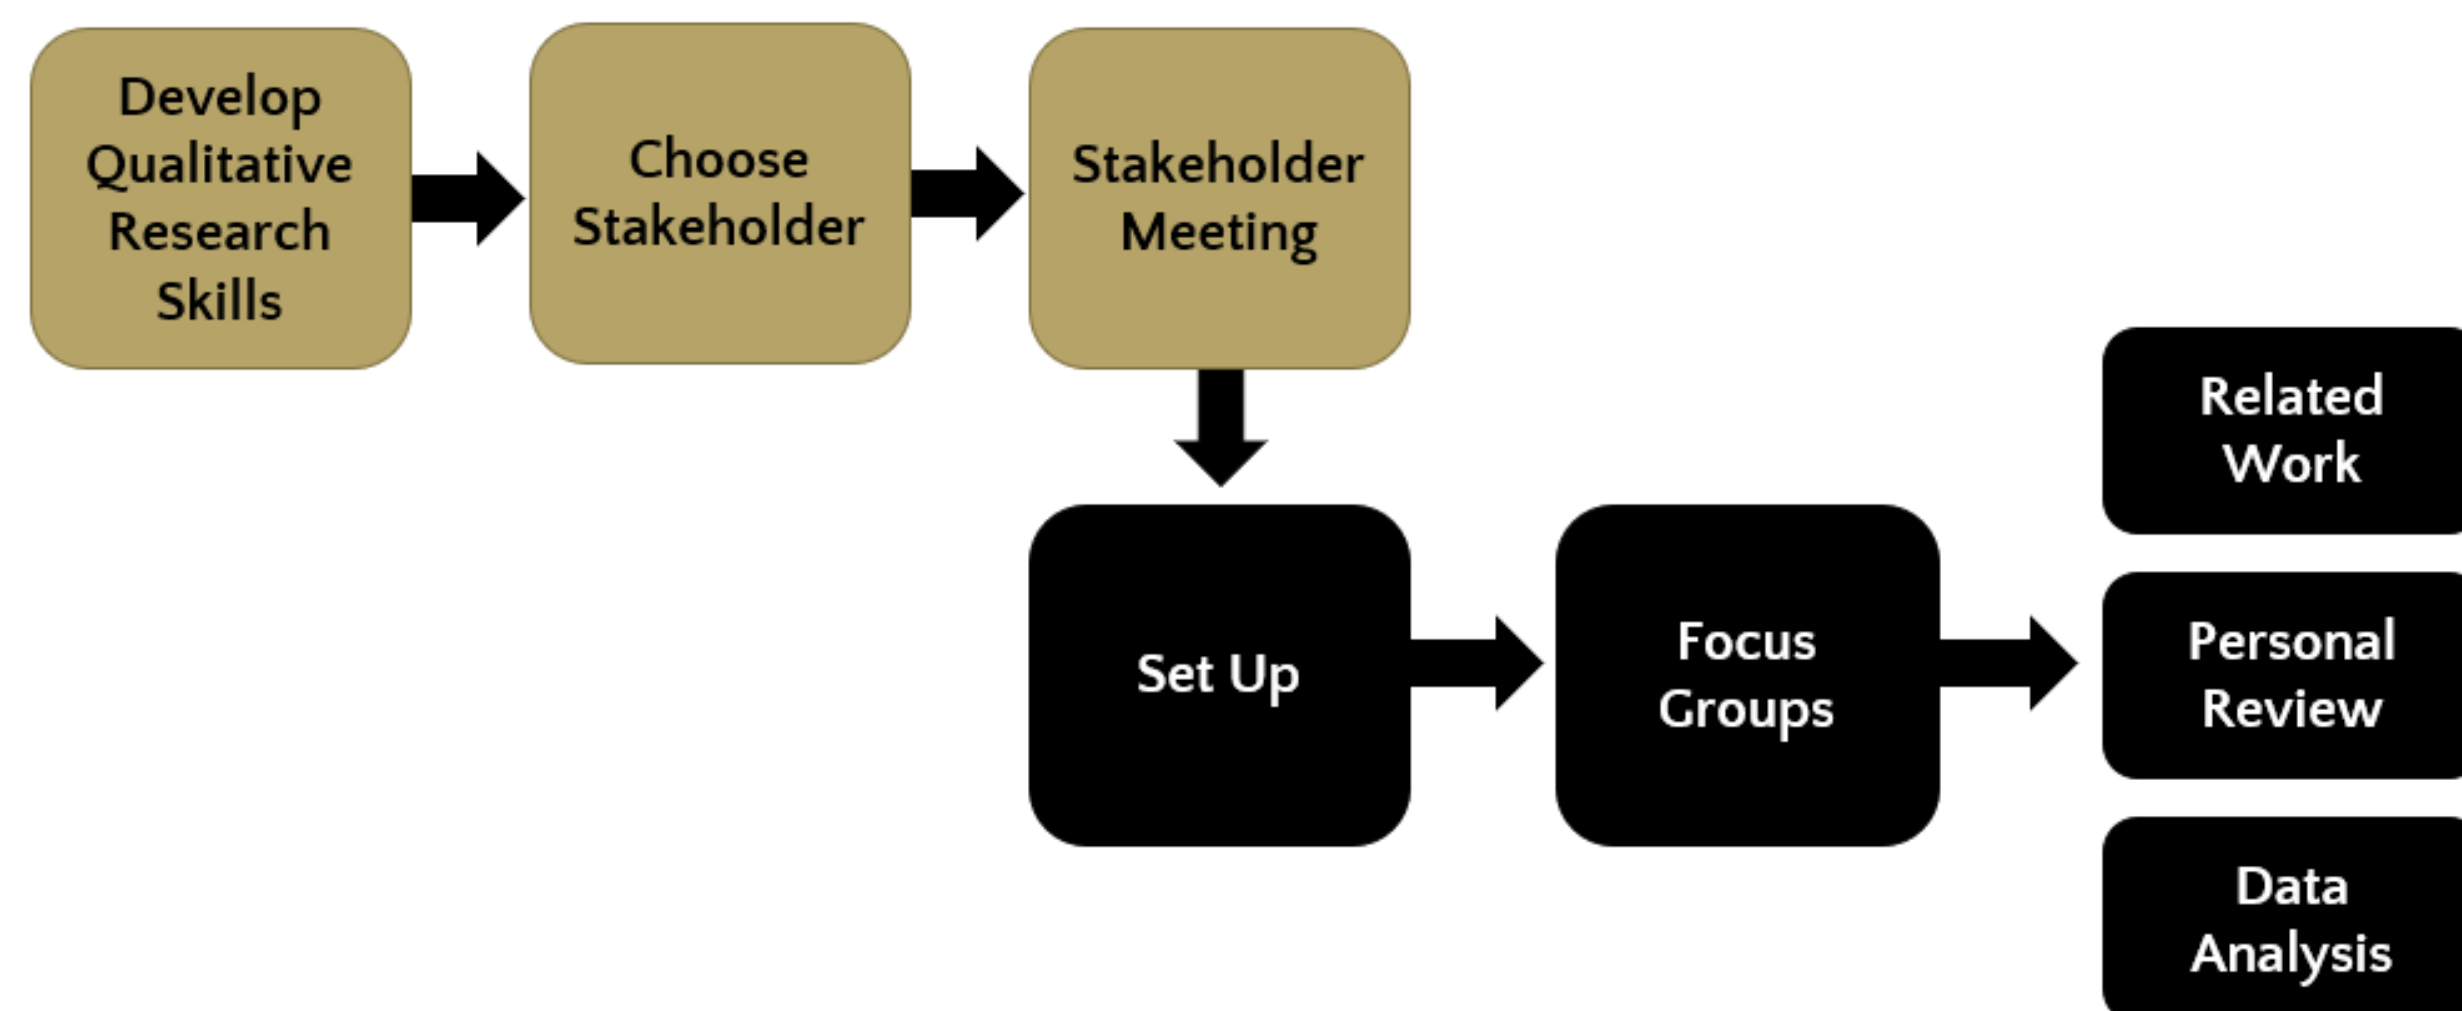 Develop
Qualitative
Research
Skills
Choose
Stakeholder
Stakeholder
Meeting
Set Up
Focus
Groups
Related
Work
Personal
Review
Data
Analysis